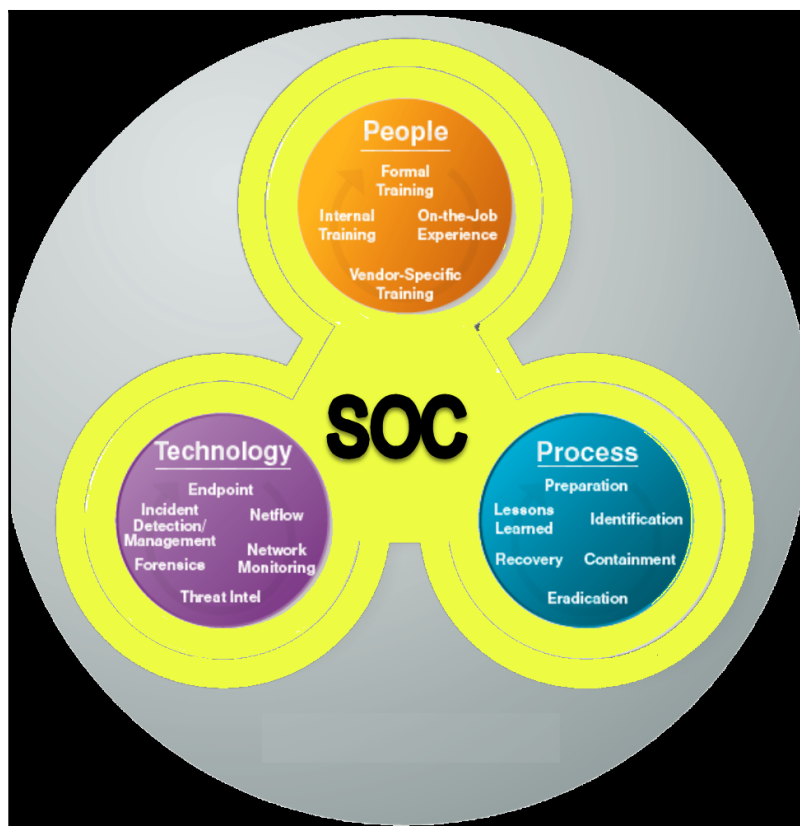 People
Formal
Training
Internal
Training
On-the-Job
Experience
Vendor-Specific
Training
SOC
Technology
Endpoint
Incident
Detection/
Management
Netflow
Forensics
Network
Monitoring
Threat Intel
Process
Preparation
Lessons
Learned
Identification
Recovery
Containment
Eradication